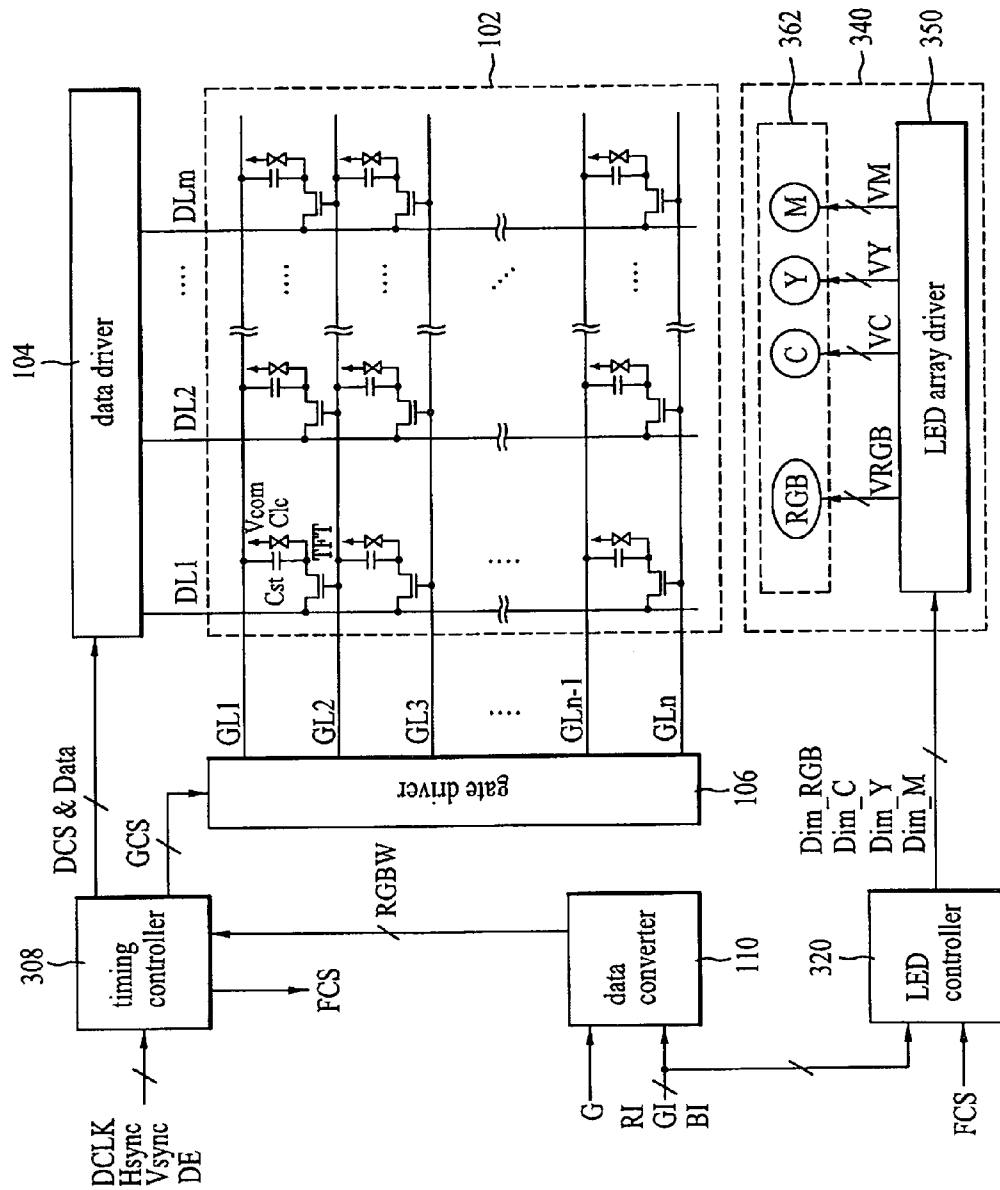 104
data driver
DL1
DL2
....
DLm
102
DCS & Data
GCS
308
timing
controller
DCLK
Hsync
Vsync
DE
FCS
RGBW
gate driver
106
GL1
GL2
GL3
....
GLn-1
GLn
Vcom
Clc
Cst
TFT
....
....
....
....
....
....
data
converter
110
G
RI
GI
BI
320
LED
controller
FCS
Dim_RGB
Dim_C
Dim_Y
Dim_M
362
340
350
RGB
C
Y
M
VRGB
VC
VY
VM
LED array driver